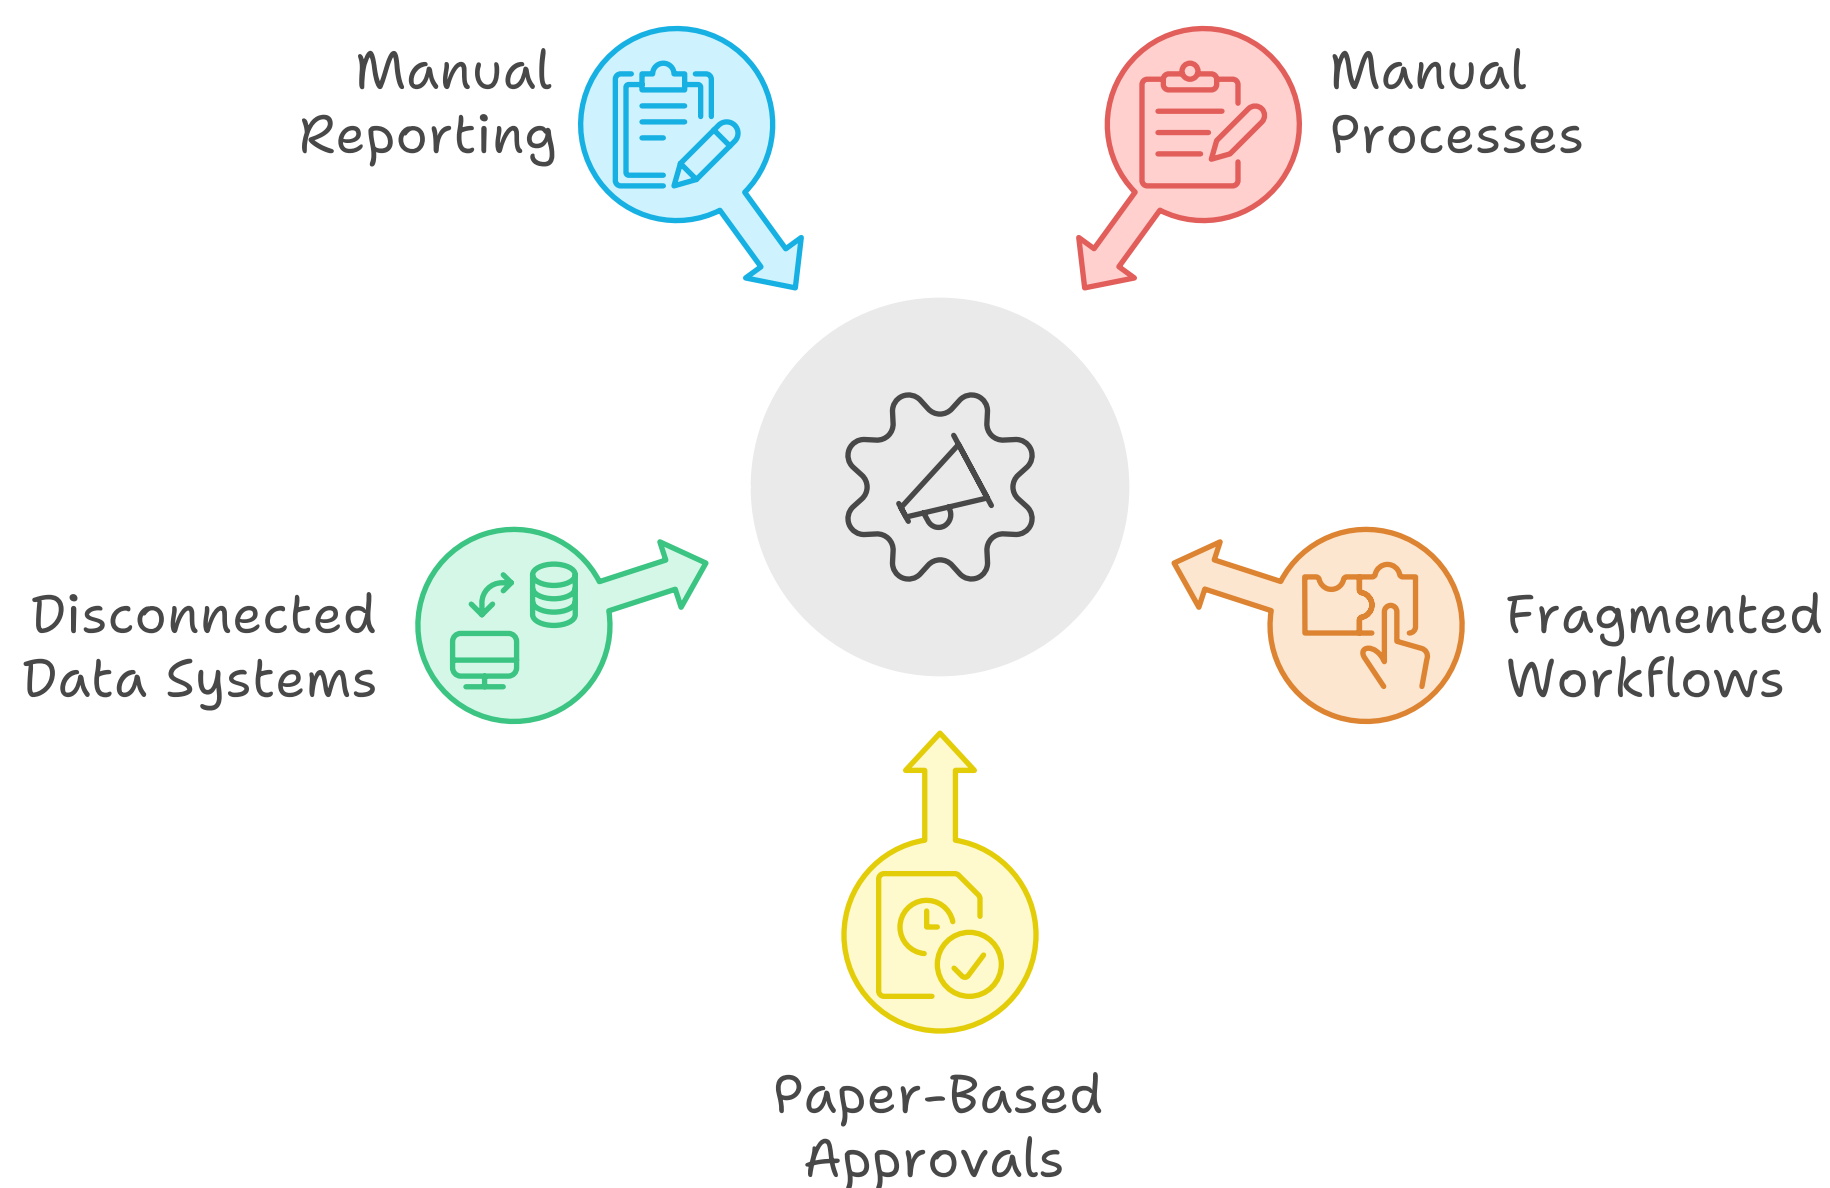 Manual
Reporting
Manual
Processes
Disconnected
Data Systems
Fragmented
Workflows
Paper-Based
Approvals